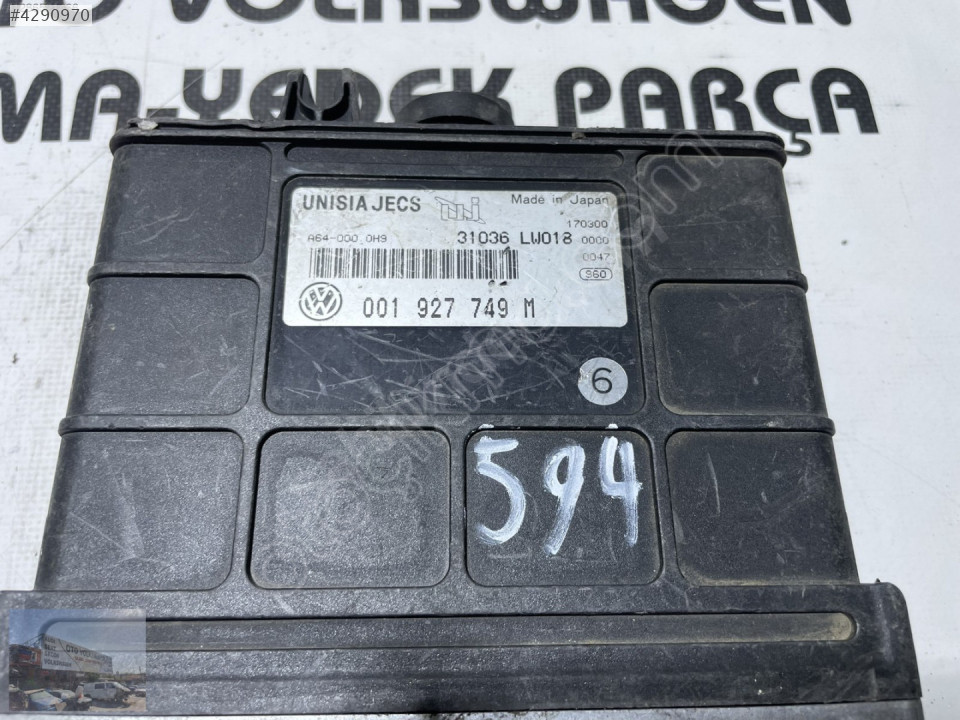 #4290970
VOLKSWAGEN
MA-YEDEK PARÇA
UNISIA JECS
Made in Japan
170300
A64-000 0H9
31036 LW018 0000
0047
S60
001 927 749 M
6
594